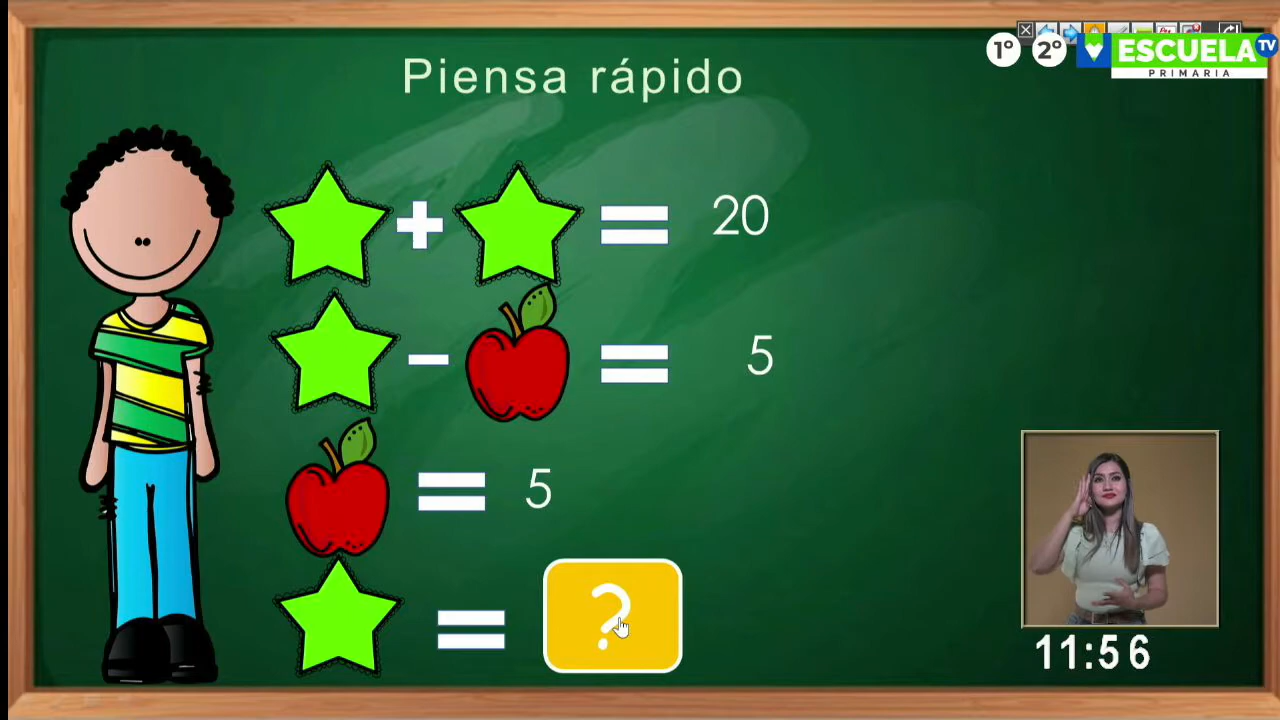 1° 2° ESCUELA TV
PRIMARIA
Piensa rápido
+ = 20
- = 5
= 5
= ?
11:56